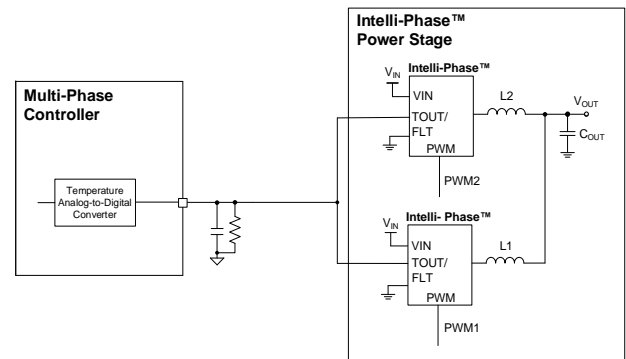 Intelli-Phase™
Power Stage
Multi-Phase
Controller
Temperature
Analog-to-Digital
Converter
Intelli-Phase™
VIN
VIN
TOUT/
FLT
PWM
PWM2
L2
VOUT
COUT
Intelli- Phase™
VIN
VIN
TOUT/
FLT
PWM
PWM1
L1